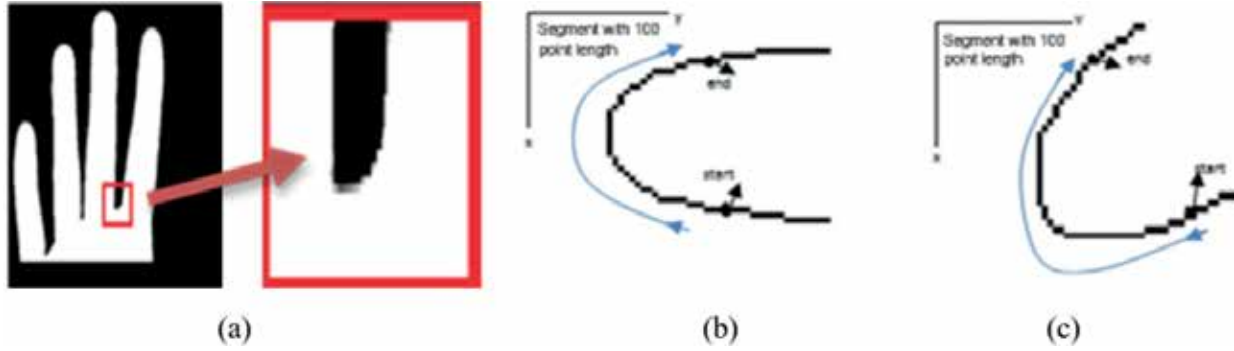 Y
Segment with 100
point length
end
start
x
Y
Segment with 100
point length
end
start
x
(a)
(b)
(c)